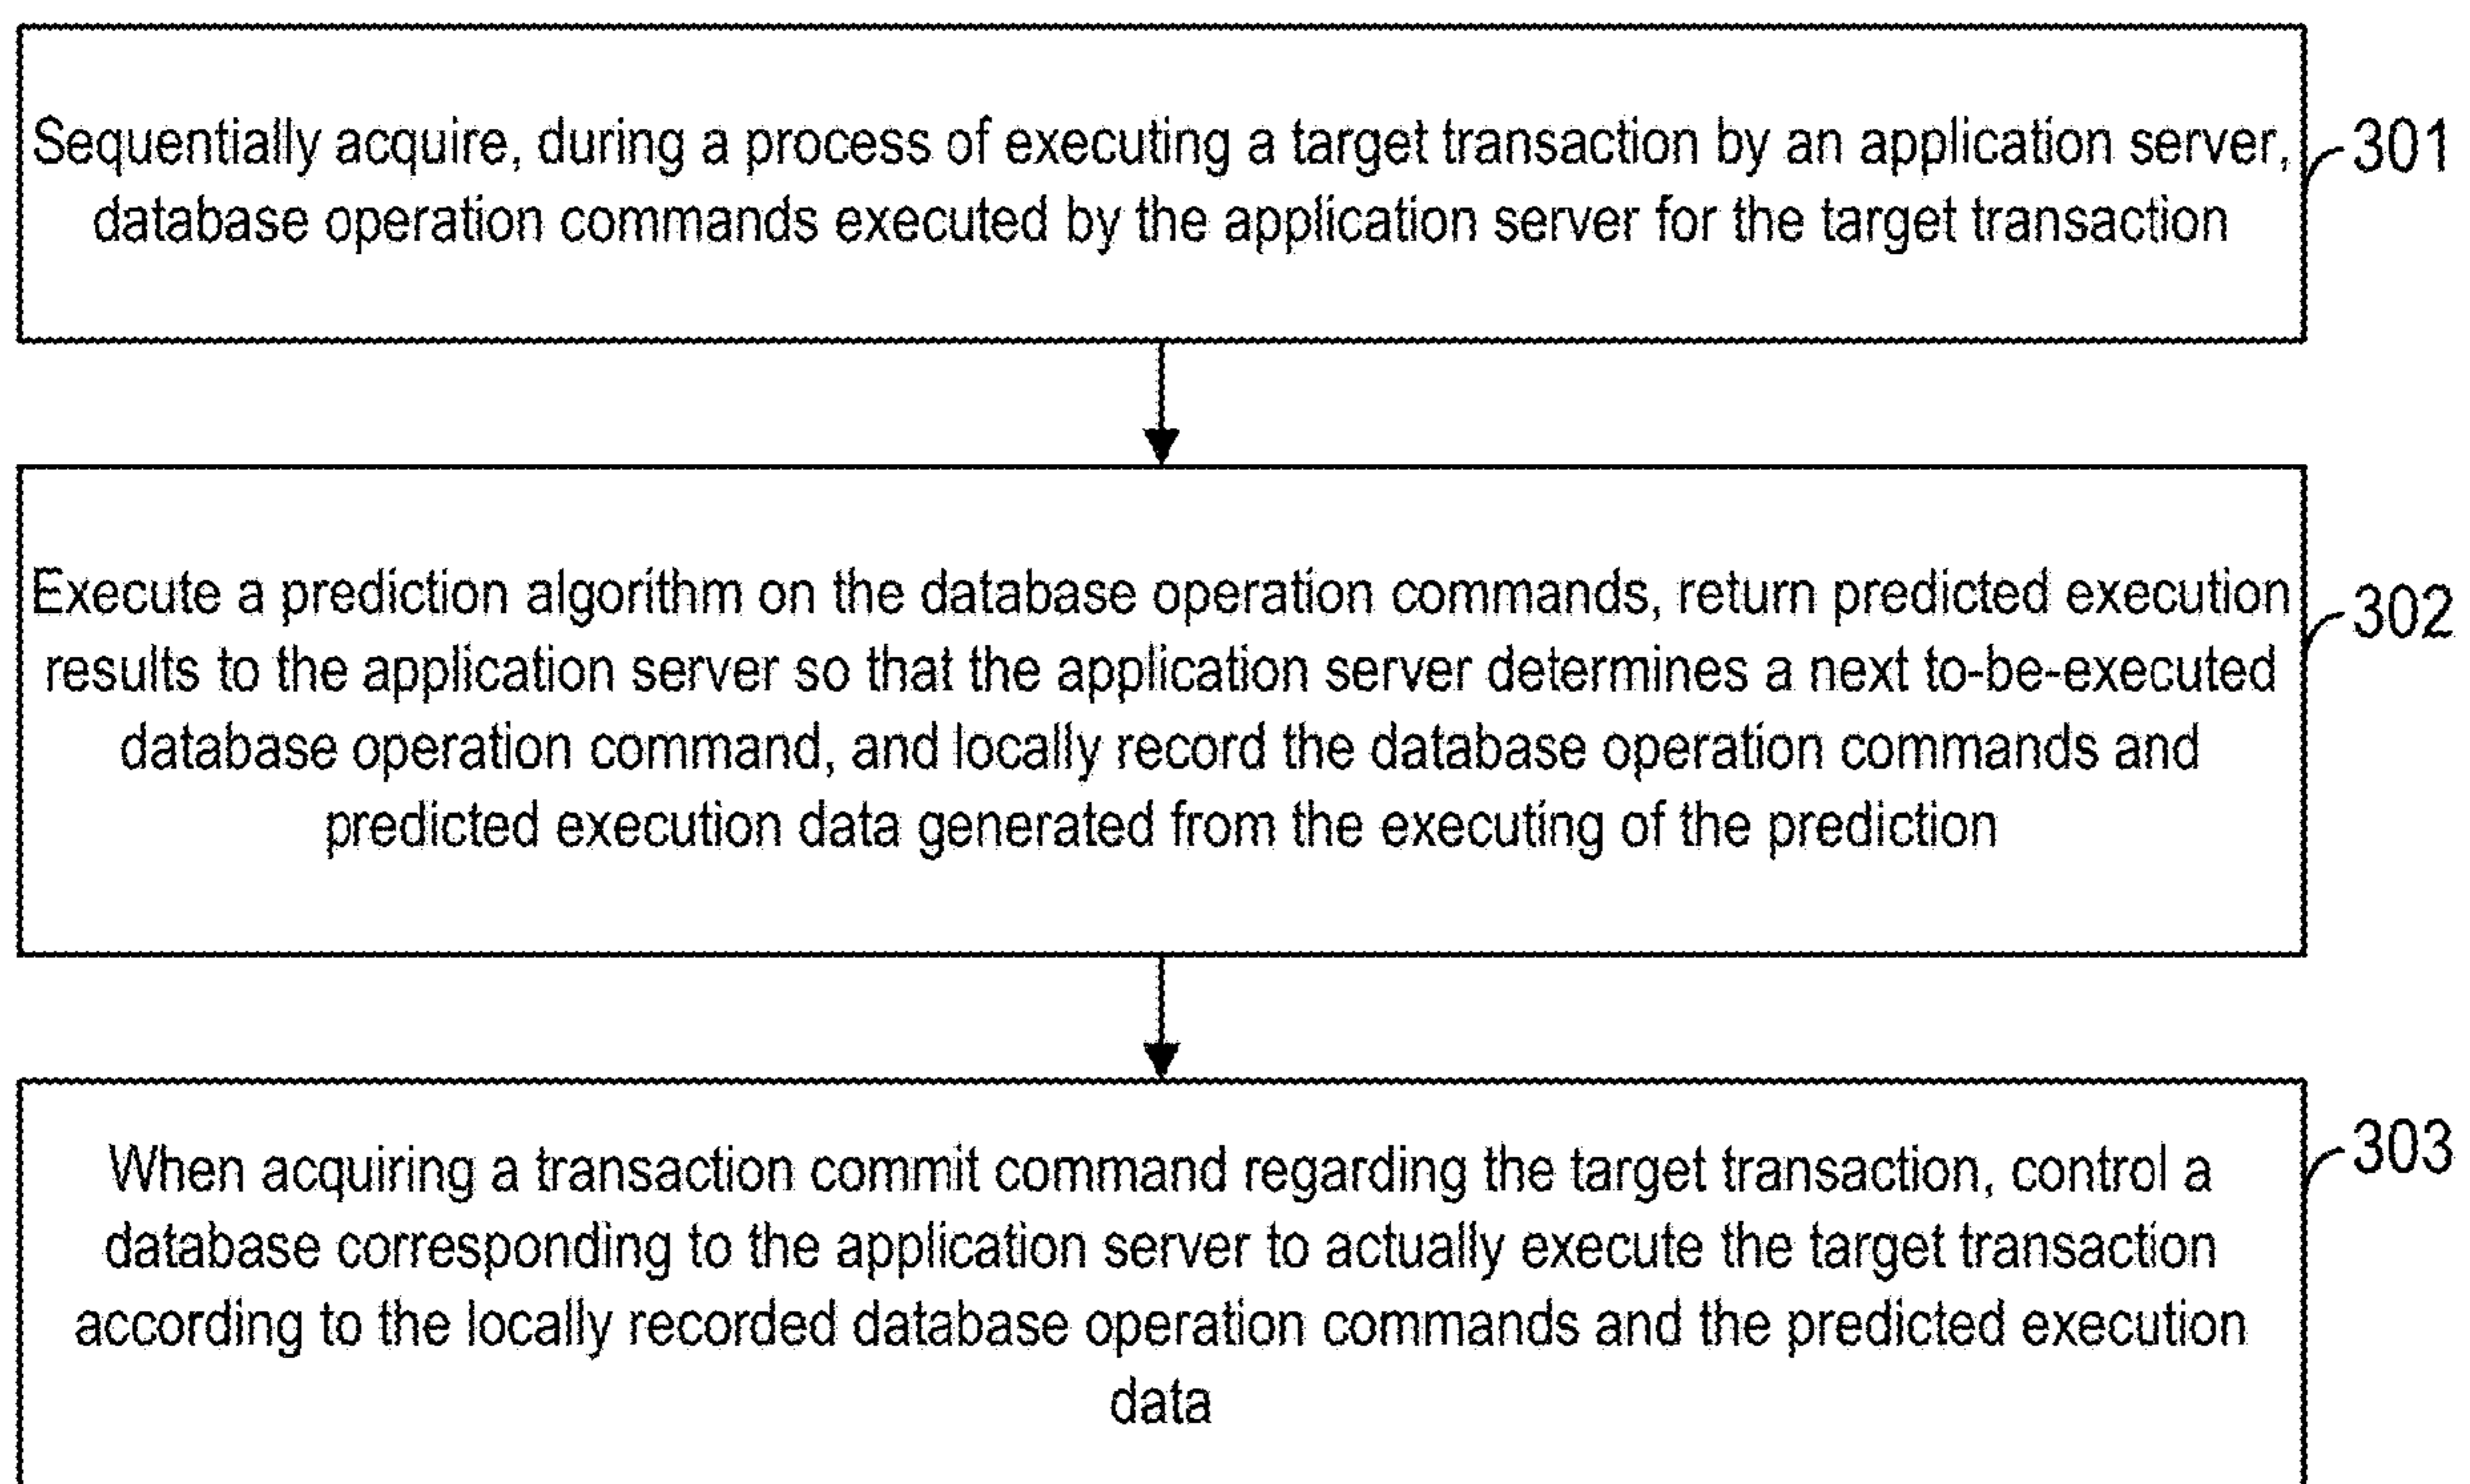 Sequentially acquire, during a process of executing a target transaction by an application server,
database operation commands executed by the application server for the target transaction
301
Execute a prediction algorithm on the database operation commands, return predicted execution
results to the application server so that the application server determines a next to-be-executed
database operation command, and locally record the database operation commands and
predicted execution data generated from the executing of the prediction
302
When acquiring a transaction commit command regarding the target transaction, control a
database corresponding to the application server to actually execute the target transaction
according to the locally recorded database operation commands and the predicted execution
data
303